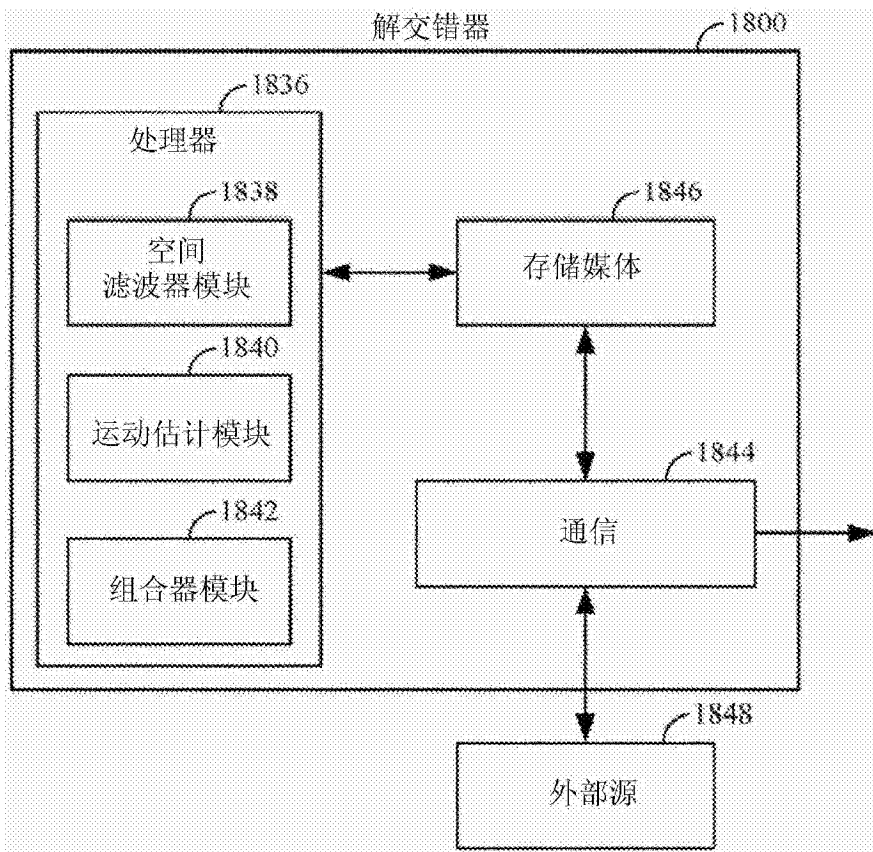 解交错器
1800
1836
处理器
1838
空间
滤波器模块
1846
存储媒体
1840
运动估计模块
1844
通信
1842
组合器模块
1848
外部源